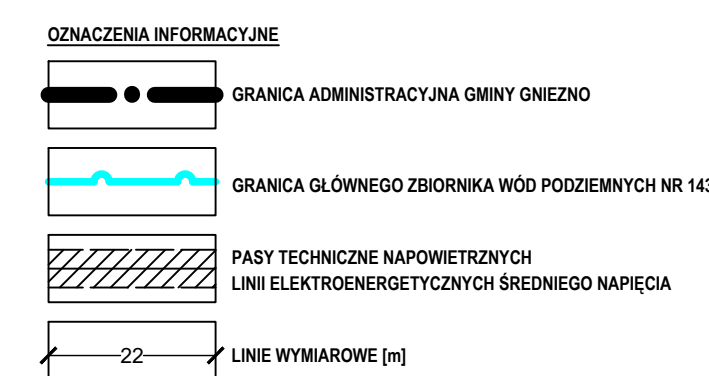 OZNACZENIA INFORMACYJNE
GRANICA ADMINISTRACYJNA GMINY GNIEZNO
GRANICA GŁÓWNEGO ZBIORNIKA WÓD PODZIEMNYCH NR 143
PASY TECHNICZNE NAPOWIETRZNYCH
LINII ELEKTROENERGETYCZNYCH ŚREDNIEGO NAPIĘCIA
22 LINIE WYMIAROWE [m]